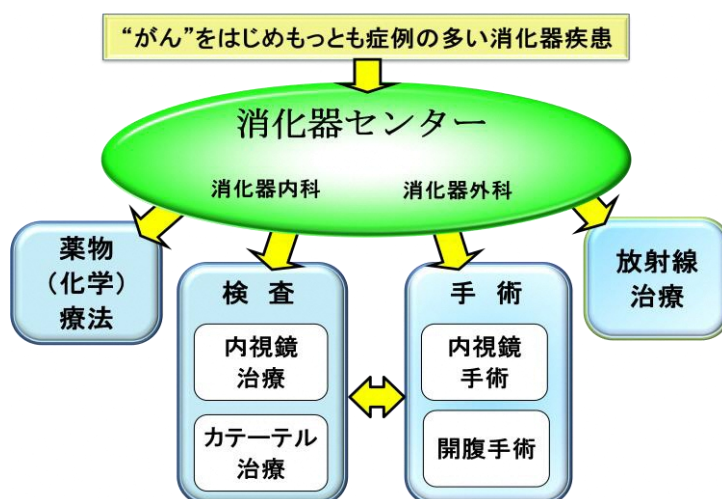 “がん”をはじめもっとも症例の多い消化器疾患
消化器センター
消化器内科 消化器外科
薬物
（化学）
療法
検 査
内視鏡
治療
カテーテル
治療
手 術
内視鏡
手術
開腹手術
放射線
治療